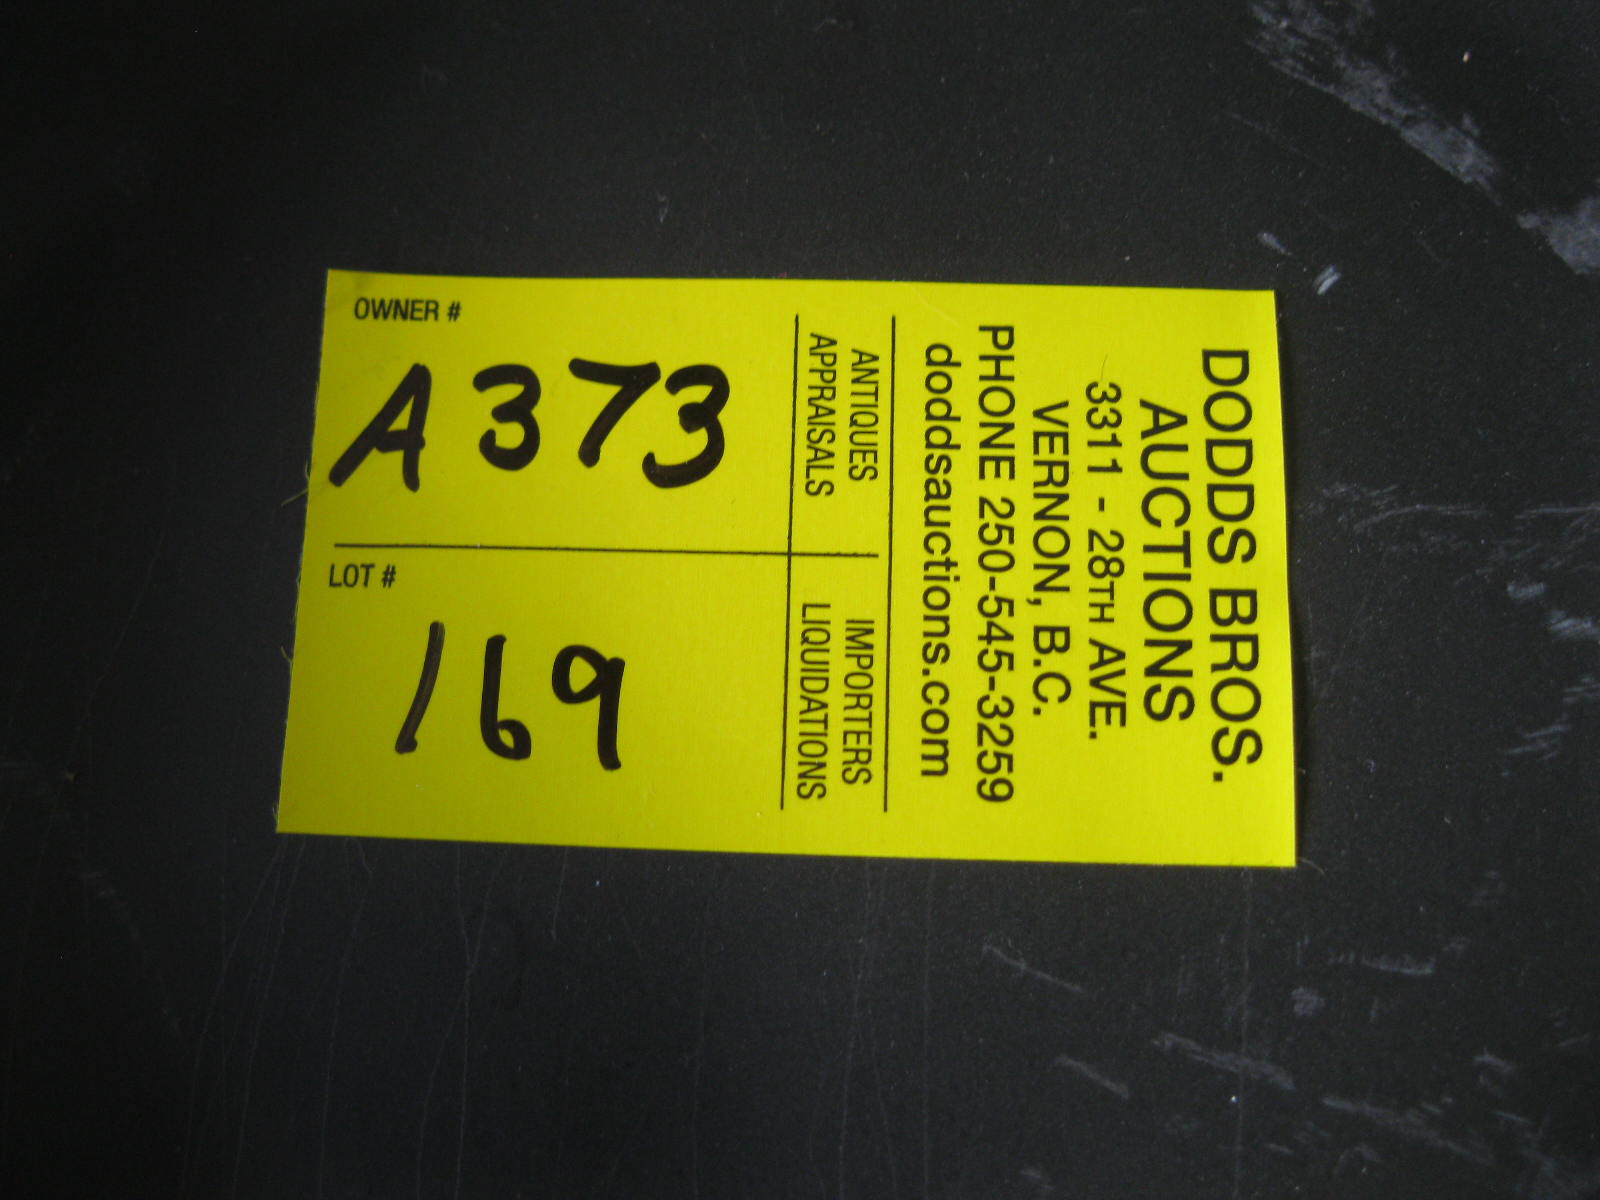 DODDS BROS.
AUCTIONS
3311 - 28TH AVE.
VERNON, B.C.
PHONE 250-545-3259
doddsauctions.com
ANTIQUES
APPRAISALS
IMPORTERS
LIQUIDATIONS
OWNER #
A373
LOT #
169